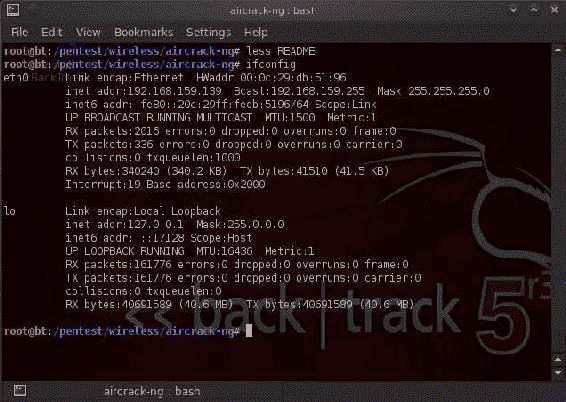 aircrack-ng : bash
File Edit View Bookmarks Settings Help
root@bt:/pentest/wireless/aircrack-ng# less README
root@bt:/pentest/wireless/aircrack-ng# ifconfig
eth0 Link encap:Ethernet HWaddr 00:0c:29:db:51:96
inet addr:192.168.159.139 Bcast:192.168.159.255 Mask:255.255.255.0
inet6 addr: fe80::20c:29ff:fedb:5196/64 Scope:Link
UP BROADCAST RUNNING MULTICAST MTU:1500 Metric:1
RX packets:2015 errors:0 dropped:0 overruns:0 frame:0
TX packets:336 errors:0 dropped:0 overruns:0 carrier:0
collisions:0 txqueuelen:1000
RX bytes:340240 (340.2 KB) TX bytes:41510 (41.5 KB)
Interrupt:19 Base address:0x2000
lo Link encap:Local Loopback
inet addr:127.0.0.1 Mask:255.0.0.0
inet6 addr: ::1/128 Scope:Host
UP LOOPBACK RUNNING MTU:16436 Metric:1
RX packets:161776 errors:0 dropped:0 overruns:0 frame:0
TX packets:161776 errors:0 dropped:0 overruns:0 carrier:0
collisions:0 txqueuelen:0
RX bytes:40691589 (40.6 MB) TX bytes:40691589 (40.6 MB)
<< back | track 5 r3
root@bt:/pentest/wireless/aircrack-ng#
aircrack-ng : bash